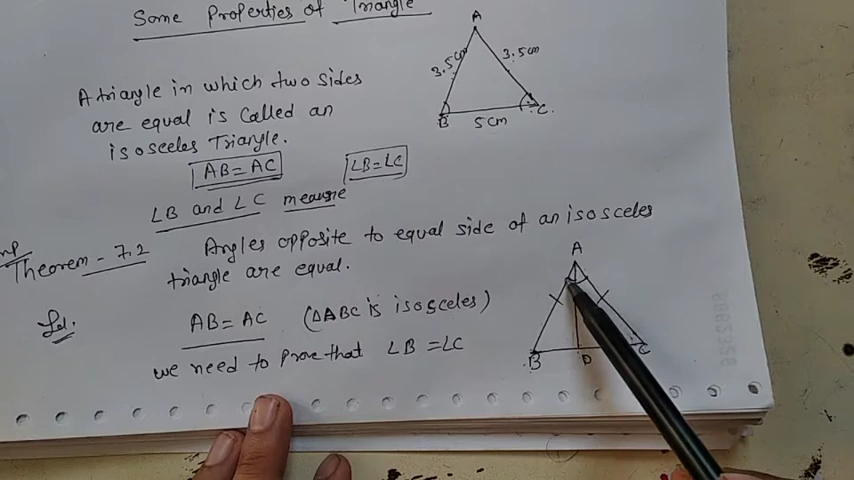 Some Properties of Triangle
A triangle in which two sides
are equal is Called an
isosceles Triangle.
AB = AC
∠B = ∠C
∠B and ∠C measure
A
3.5cm
3.5cm
B
5cm
C
Imp
Theorem - 7.2
Angles opposite to equal side of an isosceles
triangle are equal.
AB = AC (ΔABC is isosceles)
we need to Prove that ∠B = ∠C
A
B
D
C